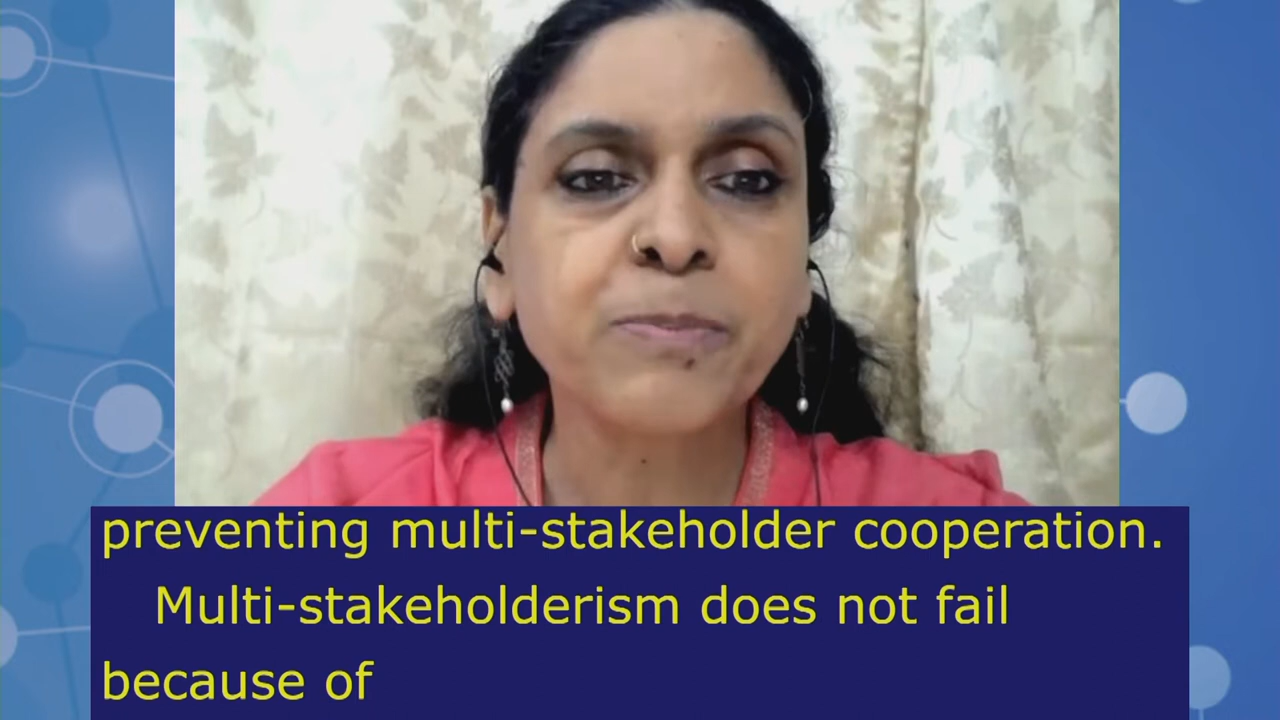 preventing multi-stakeholder cooperation.
Multi-stakeholderism does not fail
because of